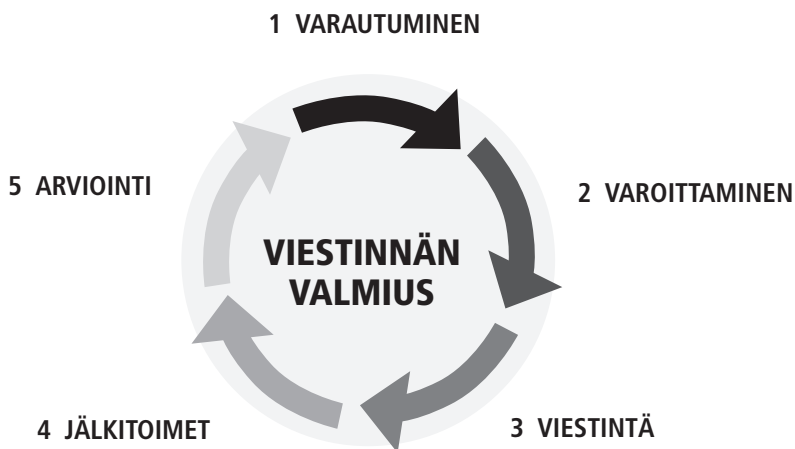 1 VARAUTUMINEN
2 VAROITTAMINEN
3 VIESTINTÄ
4 JÄLKITOIMET
5 ARVIOINTI
VIESTINNÄN
VALMIUS